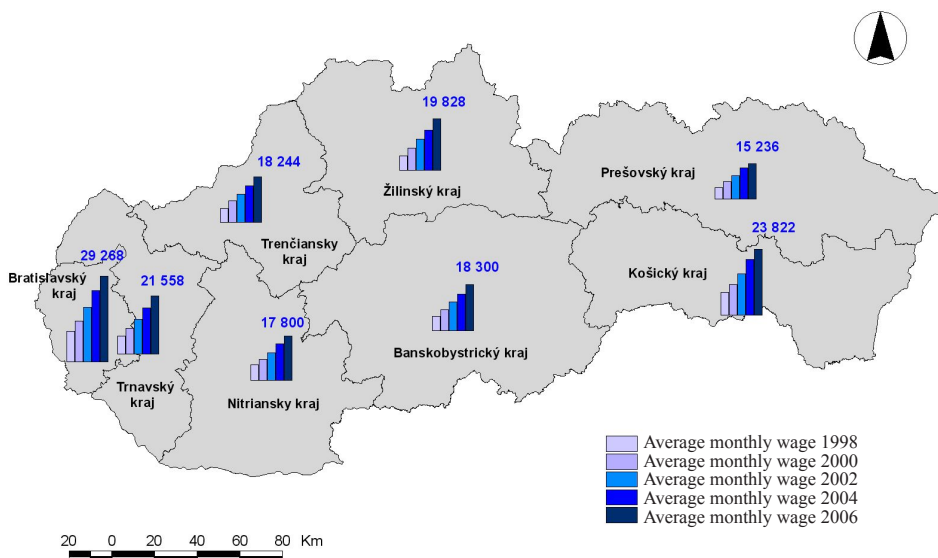 19 828
Žilinský kraj
15 236
Prešovský kraj
18 244
Trenčiansky
kraj
23 822
Košický kraj
29 268
Bratislavský
kraj
21 558
Trnavský
kraj
17 800
Nitriansky kraj
18 300
Banskobystrický kraj
Average monthly wage 1998
Average monthly wage 2000
Average monthly wage 2002
Average monthly wage 2004
Average monthly wage 2006
20 0 20 40 60 80 Km